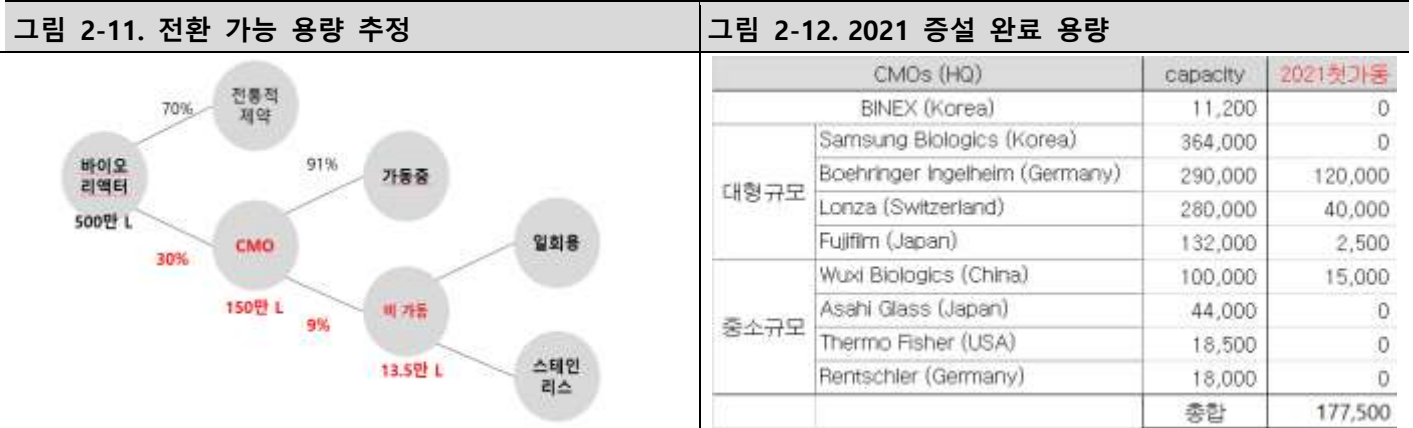 그림 2-11. 전환 가능 용량 추정
전통적
제약
70%
바이오
리액터
500만 L
91%
가동중
30%
CMO
150만 L
9%
비 가동
13.5만 L
일회용
스테인
리스
그림 2-12. 2021 증설 완료 용량
CMOs (HQ) capacity 2021첫가동
BINEX (Korea) 11,200 0
대형규모
Samsung Biologics (Korea) 364,000 0
Boehringer Ingelheim (Germany) 290,000 120,000
Lonza (Switzerland) 280,000 40,000
Fujifilm (Japan) 132,000 2,500
중소규모
Wuxi Biologics (China) 100,000 15,000
Asahi Glass (Japan) 44,000 0
Thermo Fisher (USA) 18,500 0
Rentschler (Germany) 18,000 0
총합 177,500